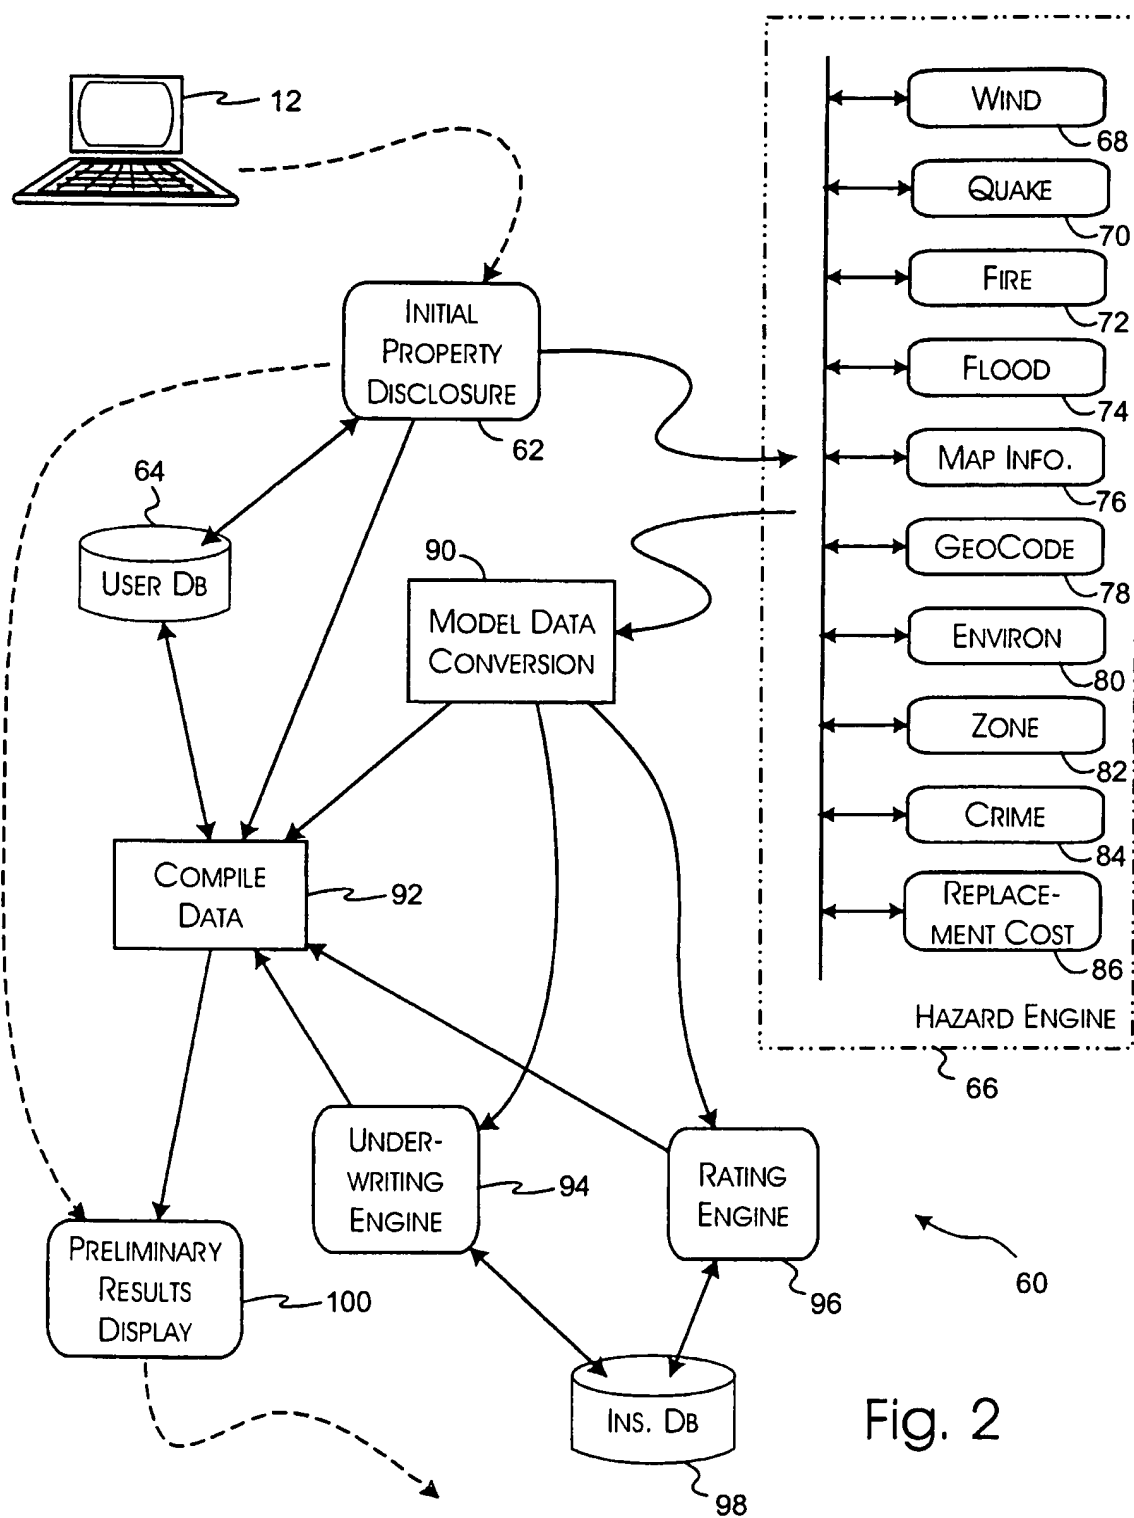 12
WIND
68
QUAKE
70
FIRE
72
FLOOD
74
MAP INFO.
76
GEOCODE
78
ENVIRON
80
ZONE
82
CRIME
84
REPLACE-
MENT COST
86
HAZARD ENGINE
66
INITIAL
PROPERTY
DISCLOSURE
62
64
USER DB
90
MODEL DATA
CONVERSION
COMPILE
DATA
92
UNDER-
WRITING
ENGINE
94
RATING
ENGINE
96
60
PRELIMINARY
RESULTS
DISPLAY
100
INS. DB
98
Fig. 2